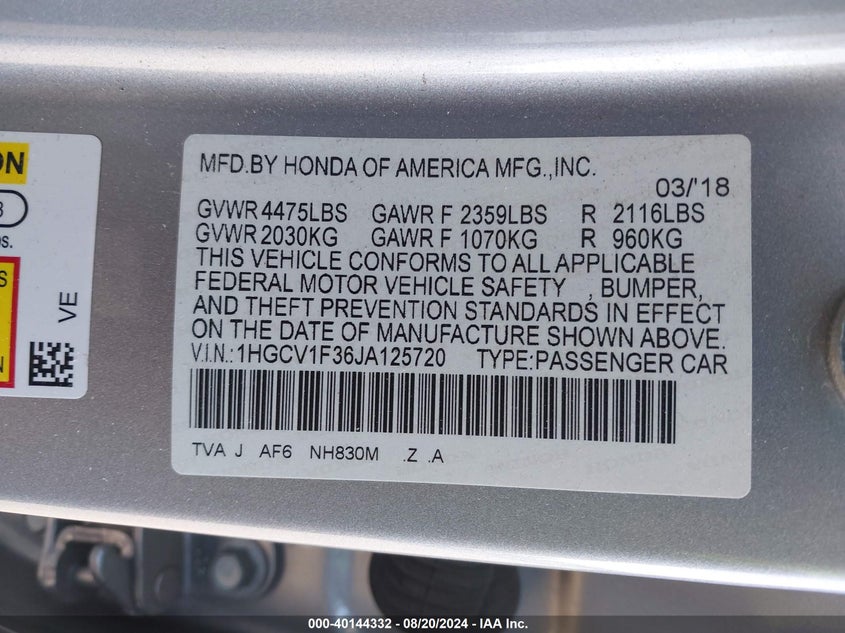 ON
3
os.
S
N
VE
MFD.BY HONDA OF AMERICA MFG.,INC.
03/'18
GVWR 4475LBS GAWR F 2359LBS R 2116LBS
GVWR 2030KG GAWR F 1070KG R 960KG
THIS VEHICLE CONFORMS TO ALL APPLICABLE
FEDERAL MOTOR VEHICLE SAFETY , BUMPER,
AND THEFT PREVENTION STANDARDS IN EFFECT
ON THE DATE OF MANUFACTURE SHOWN ABOVE.
V.I.N.:1HGCV1F36JA125720 TYPE:PASSENGER CAR
TVA J AF6 NH830M .Z .A
000-40144332 — 08/20/2024 — IAA Inc.